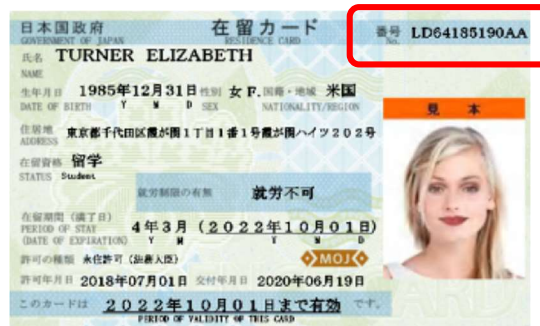 日本国政府 在留カード 番号 LD64185190AA
GOVERNMENT OF JAPAN RESIDENCE CARD No.
氏名 TURNER ELIZABETH
NAME
生年月日 1985年12月31日 性別 女 F. 国籍・地域 米国
DATE OF BIRTH Y M D SEX NATIONALITY/REGION
見本
住居地 東京都千代田区霞が関1丁目1番1号霞が関ハイツ202号
ADDRESS
在留資格 留学
STATUS Student
就労制限の有無 就労不可
在留期間(満了日) 4年3月(2022年10月01日)
PERIOD OF STAY
(DATE OF EXPIRATION) Y M Y M D
許可の種類 永住許可(法務大臣) MOJ
許可年月日 2018年07月01日 交付年月日 2020年06月19日
このカードは 2022年10月01日まで有効 です。
PERIOD OF VALIDITY OF THIS CARD